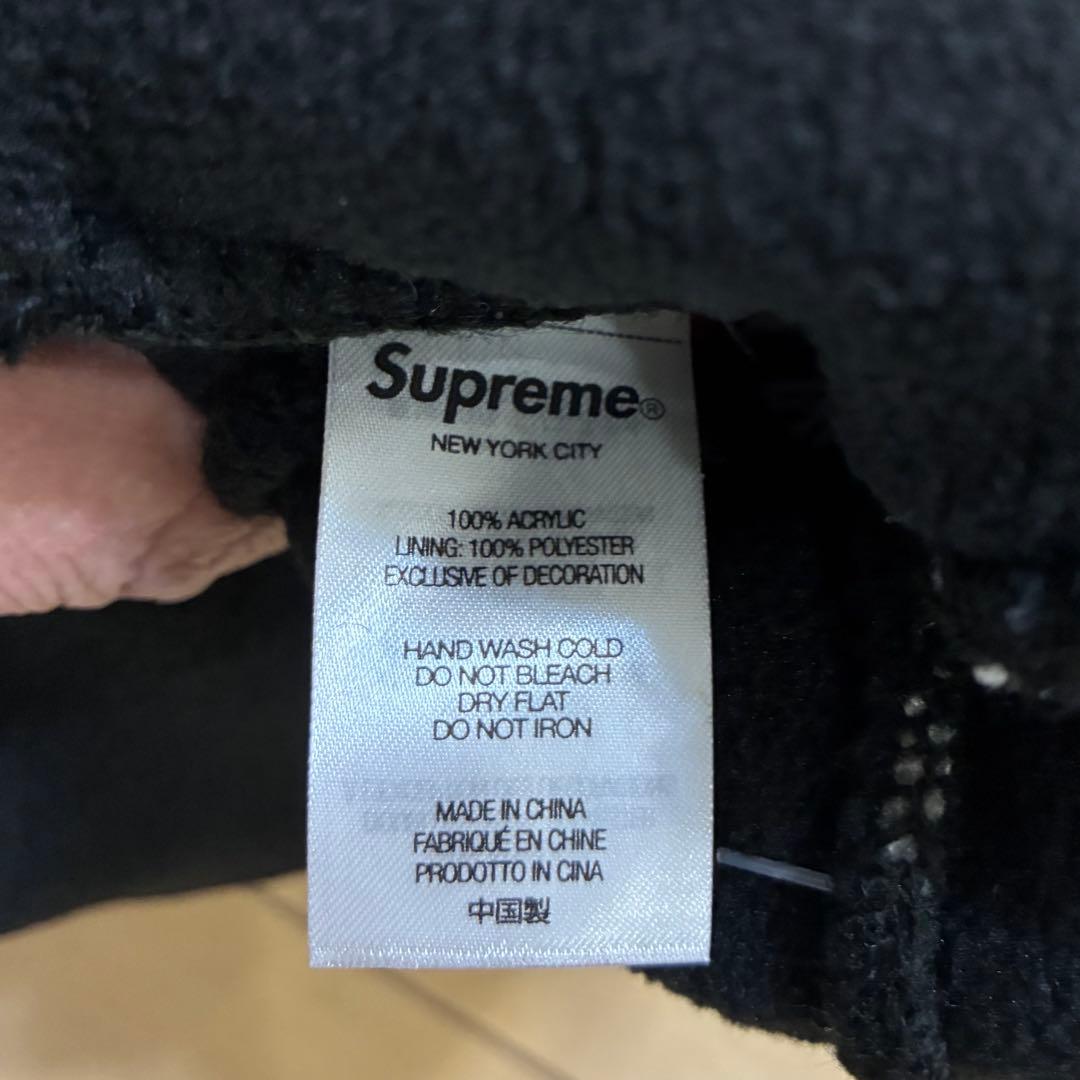 Supreme®
NEW YORK CITY
100% ACRYLIC
LINING: 100% POLYESTER
EXCLUSIVE OF DECORATION
HAND WASH COLD
DO NOT BLEACH
DRY FLAT
DO NOT IRON
MADE IN CHINA
FABRIQUÉ EN CHINE
PRODOTTO IN CINA
中国製